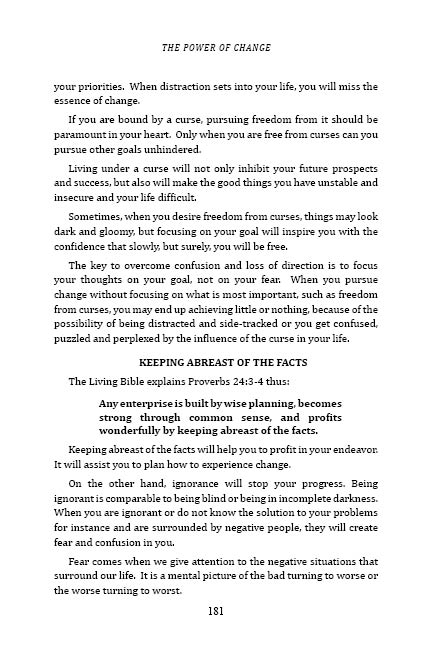 THE POWER OF CHANGE
your priorities. When distraction sets into your life, you will miss the
essence of change.
If you are bound by a curse, pursuing freedom from it should be
paramount in your heart. Only when you are free from curses can you
pursue other goals unhindered.
Living under a curse will not only inhibit your future prospects
and success, but also will make the good things you have unstable and
insecure and your life difficult.
Sometimes, when you desire freedom from curses, things may look
dark and gloomy, but focusing on your goal will inspire you with the
confidence that slowly, but surely, you will be free.
The key to overcome confusion and loss of direction is to focus
your thoughts on your goal, not on your fear. When you pursue
change without focusing on what is most important, such as freedom
from curses, you may end up achieving little or nothing, because of the
possibility of being distracted and side-tracked or you get confused,
puzzled and perplexed by the influence of the curse in your life.
KEEPING ABREAST OF THE FACTS
The Living Bible explains Proverbs 24:3-4 thus:
Any enterprise is built by wise planning, becomes
strong through common sense, and profits
wonderfully by keeping abreast of the facts.
Keeping abreast of the facts will help you to profit in your endeavor.
It will assist you to plan how to experience change.
On the other hand, ignorance will stop your progress. Being
ignorant is comparable to being blind or being in incomplete darkness.
When you are ignorant or do not know the solution to your problems
for instance and are surrounded by negative people, they will create
fear and confusion in you.
Fear comes when we give attention to the negative situations that
surround our life. It is a mental picture of the bad turning to worse or
the worse turning to worst.
181